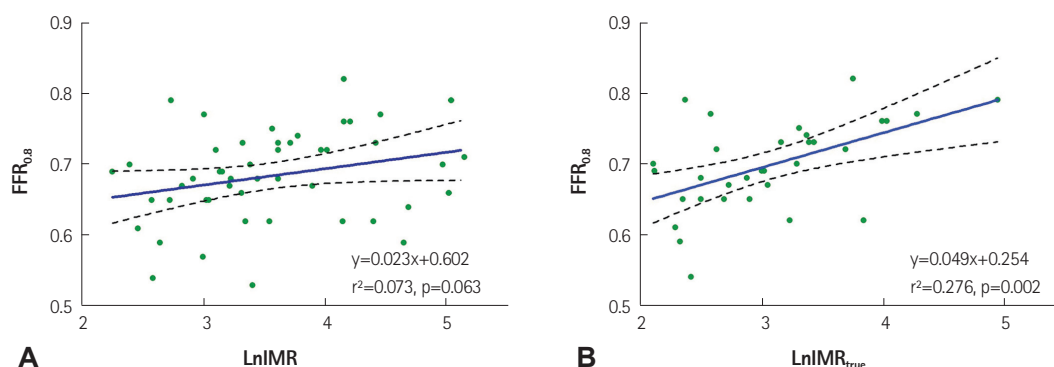 0.9
0.8
0.7
0.6
0.5
FFR0.8
2
3
4
5
LnIMR
y=0.023x+0.602
r²=0.073, p=0.063
A
0.9
0.8
0.7
0.6
0.5
FFR0.8
2
3
4
5
LnIMRtrue
y=0.049x+0.254
r²=0.276, p=0.002
B